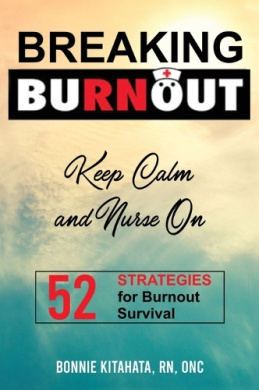 BREAKING
BURNOUT
Keep Calm
and Nurse On
52
STRATEGIES
for Burnout
Survival
BONNIE KITAHATA, RN, ONC